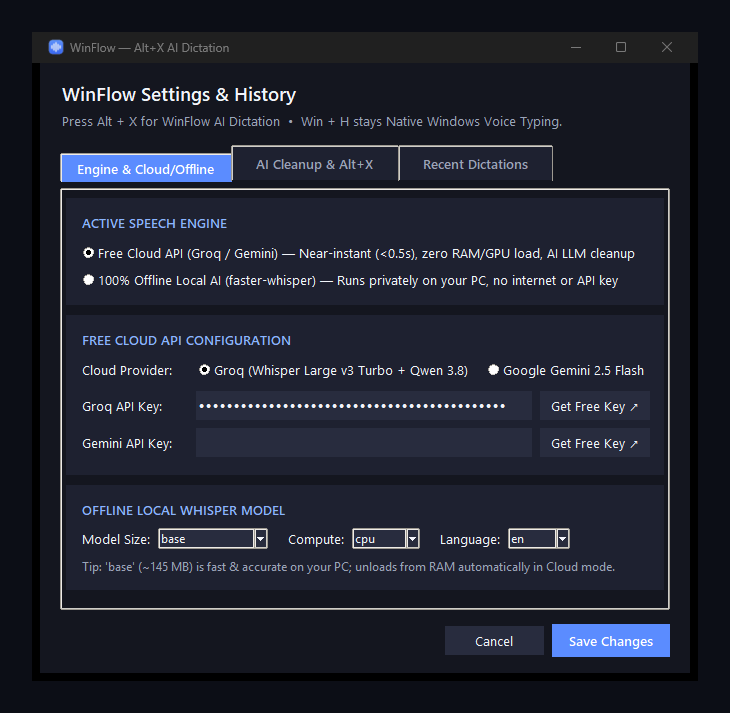 WinFlow — Alt+X AI Dictation
WinFlow Settings & History
Press Alt + X for WinFlow AI Dictation • Win + H stays Native Windows Voice Typing.
Engine & Cloud/Offline
AI Cleanup & Alt+X
Recent Dictations
ACTIVE SPEECH ENGINE
Free Cloud API (Groq / Gemini) — Near-instant (<0.5s), zero RAM/GPU load, AI LLM cleanup
100% Offline Local AI (faster-whisper) — Runs privately on your PC, no internet or API key
FREE CLOUD API CONFIGURATION
Cloud Provider: Groq (Whisper Large v3 Turbo + Qwen 3.8) Google Gemini 2.5 Flash
Groq API Key: •••••••••••••••••••••••••••••••••••••••••••• Get Free Key ↗
Gemini API Key: Get Free Key ↗
OFFLINE LOCAL WHISPER MODEL
Model Size: base Compute: cpu Language: en
Tip: 'base' (~145 MB) is fast & accurate on your PC; unloads from RAM automatically in Cloud mode.
Cancel Save Changes